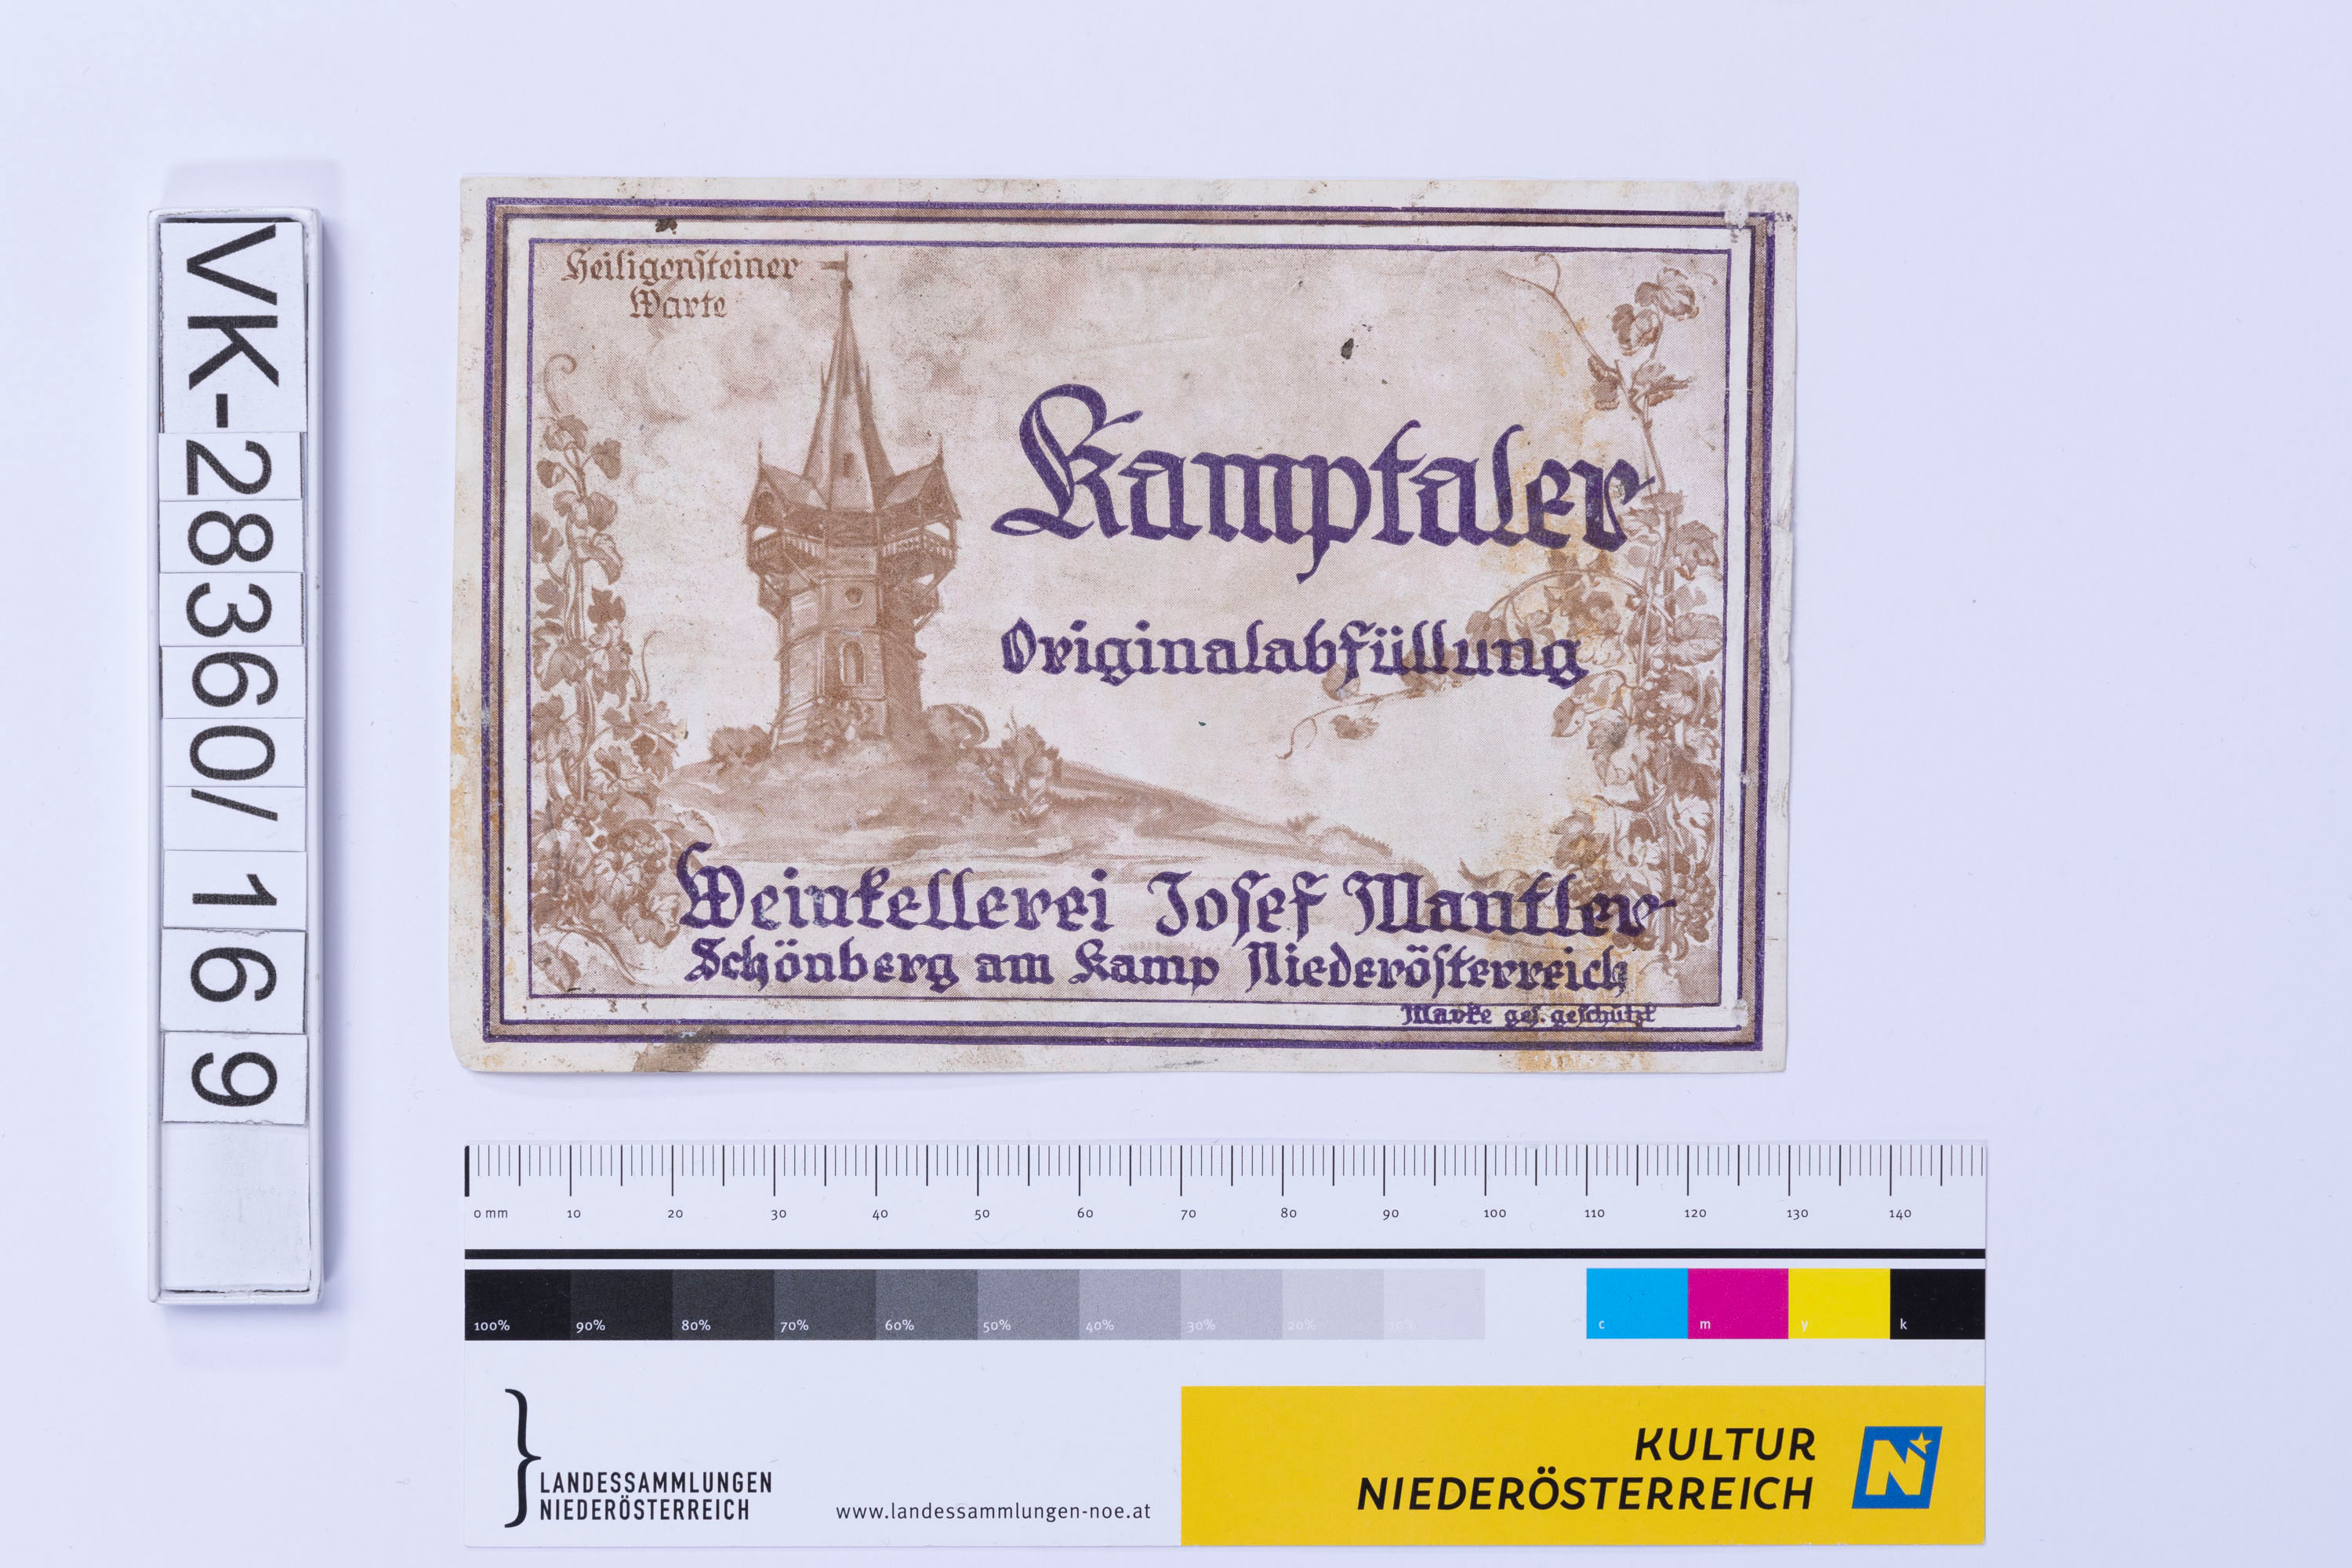 VK-28360/169
Heiligensteiner
Warte
Kamptaler
Originalabfüllung
Weinkellerei Josef Mantler
Schönberg am Kamp Niederösterreich
Marke ges. geschützt
0 mm 10 20 30 40 50 60 70 80 90 100 110 120 130 140
100% 90% 80% 70% 60% 50% 40% 30% 20% 10% c m y k
LANDESSAMMLUNGEN
NIEDERÖSTERREICH
www.landessammlungen-noe.at
KULTUR
NIEDERÖSTERREICH
N